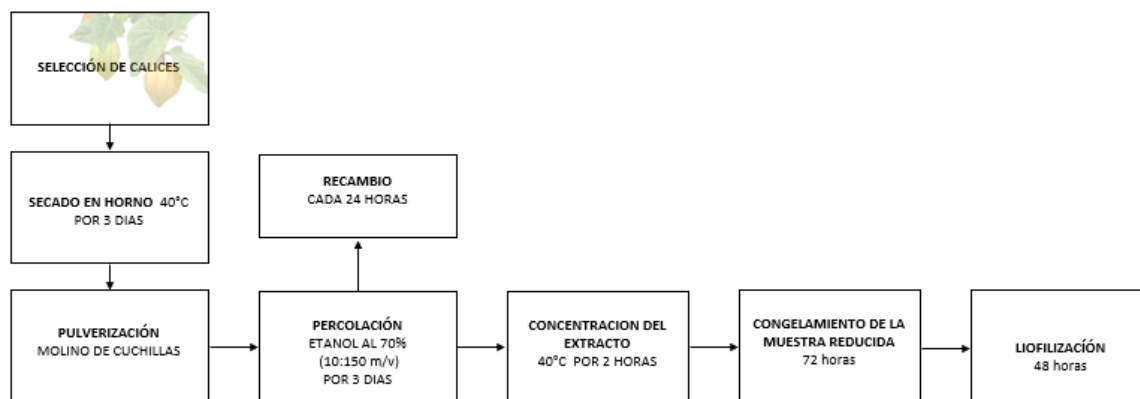 SELECCIÓN DE CALICES
SECADO EN HORNO 40°C
POR 3 DIAS
RECAMBIO
CADA 24 HORAS
PULVERIZACIÓN
MOLINO DE CUCHILLAS
PERCOLACIÓN
ETANOL AL 70%
(10:150 m/v)
POR 3 DIAS
CONCENTRACION DEL
EXTRACTO
40°C POR 2 HORAS
CONGELAMIENTO DE LA
MUESTRA REDUCIDA
72 horas
LIOFILIZACÍÓN
48 horas